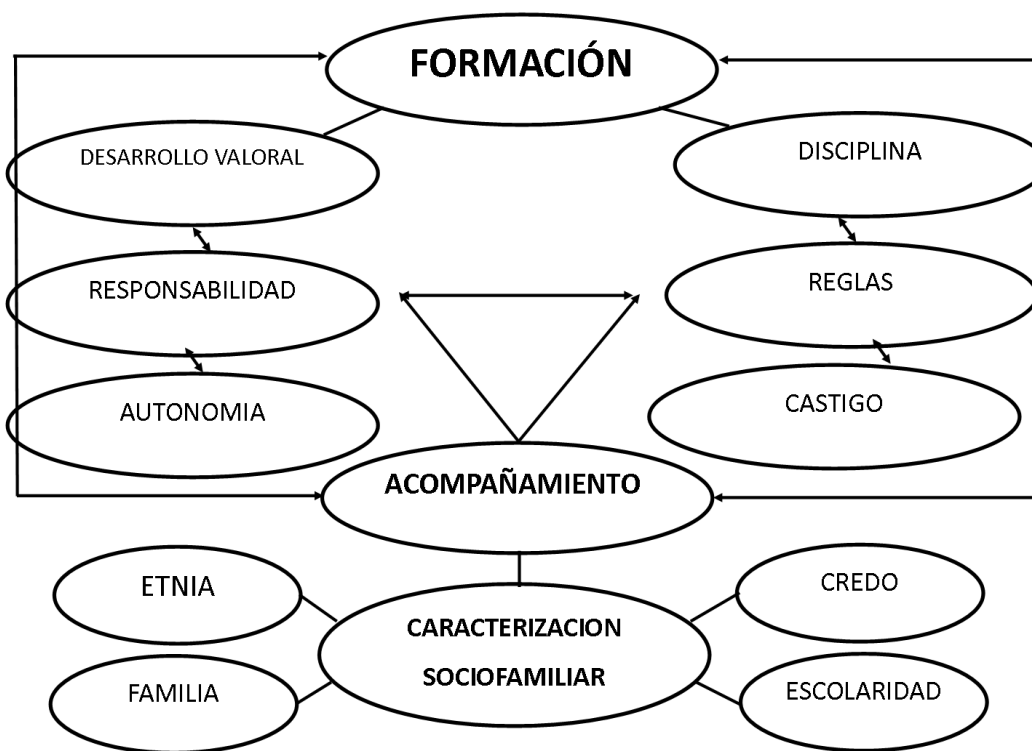 FORMACIÓN
DESARROLLO VALORAL
DISCIPLINA
RESPONSABILIDAD
REGLAS
AUTONOMIA
CASTIGO
ACOMPAÑAMIENTO
ETNIA
CREDO
CARACTERIZACION
SOCIOFAMILIAR
FAMILIA
ESCOLARIDAD